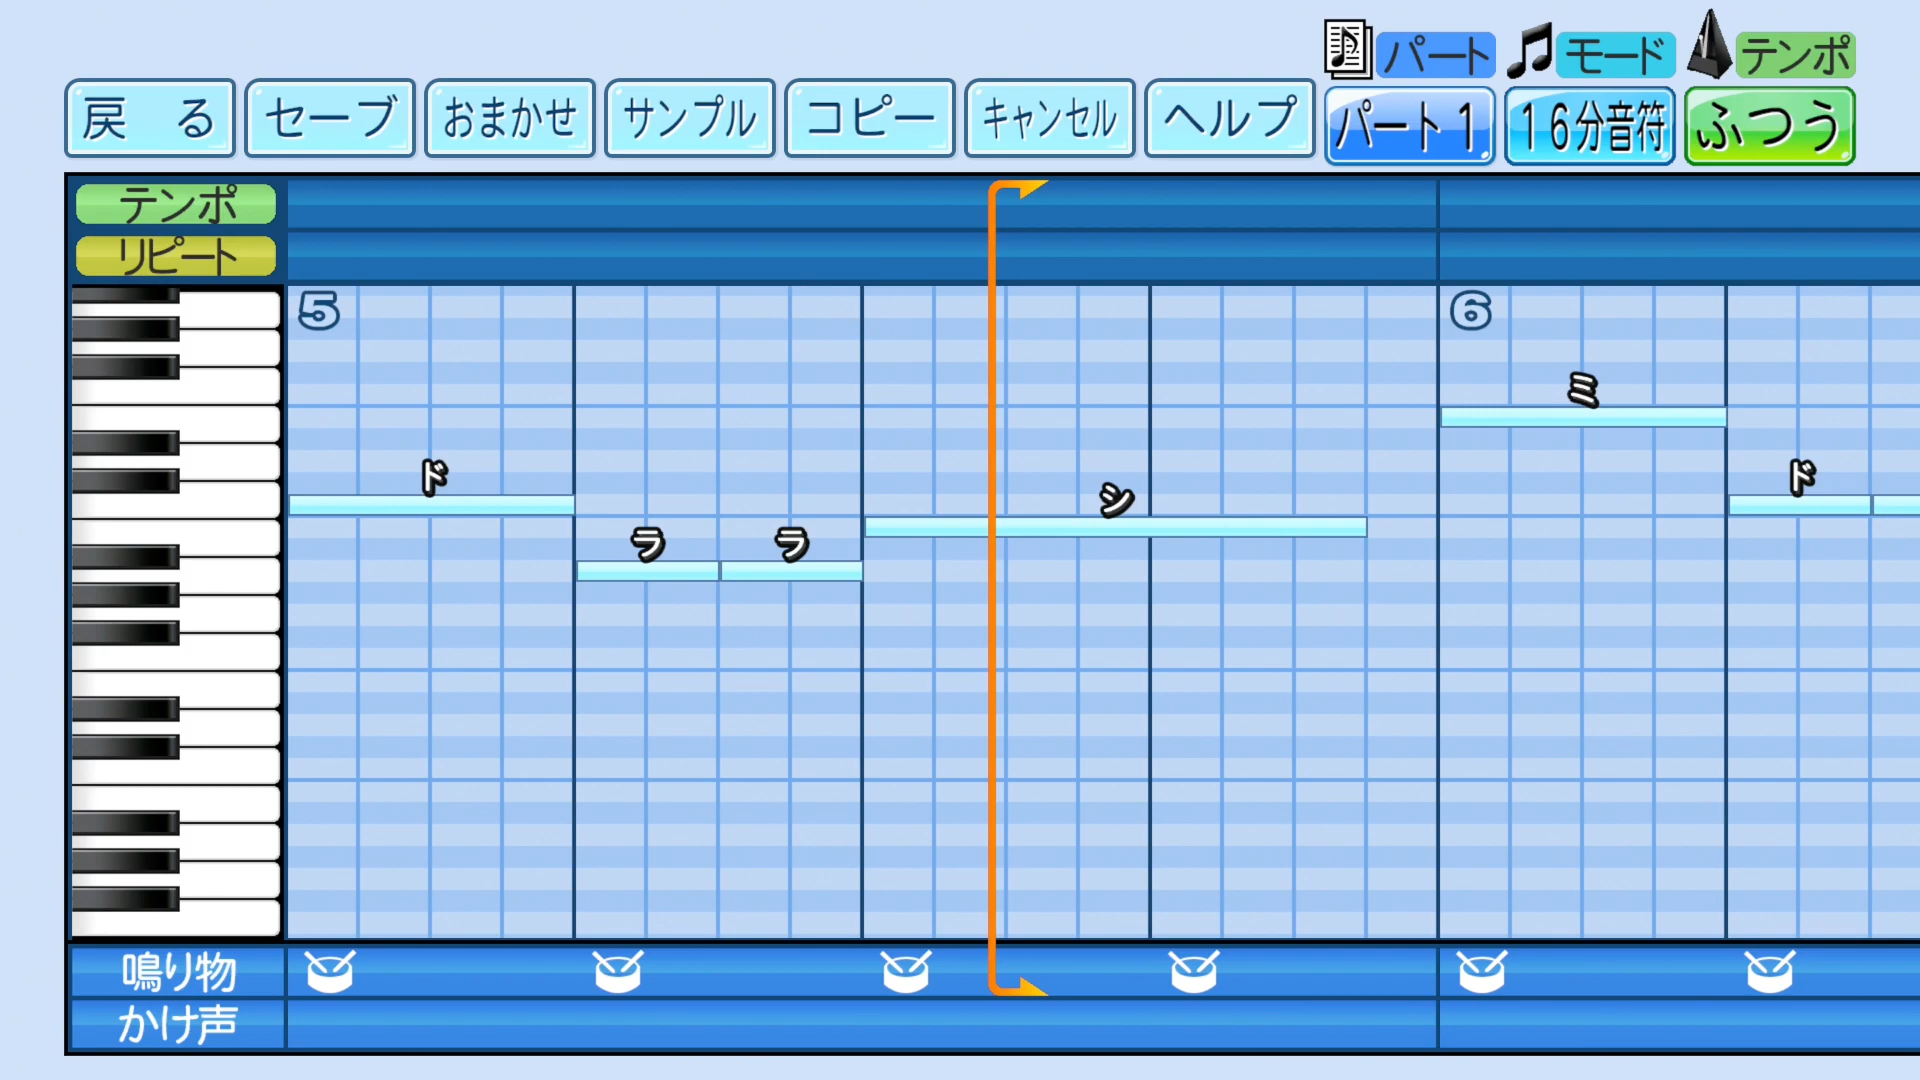 パート モード テンポ
戻る セーブ おまかせ サンプル コピー キャンセル ヘルプ パート1 16分音符 ふつう
テンポ
リピート
5 6
ミ
ド ド
シ
ラ ラ
鳴り物
かけ声